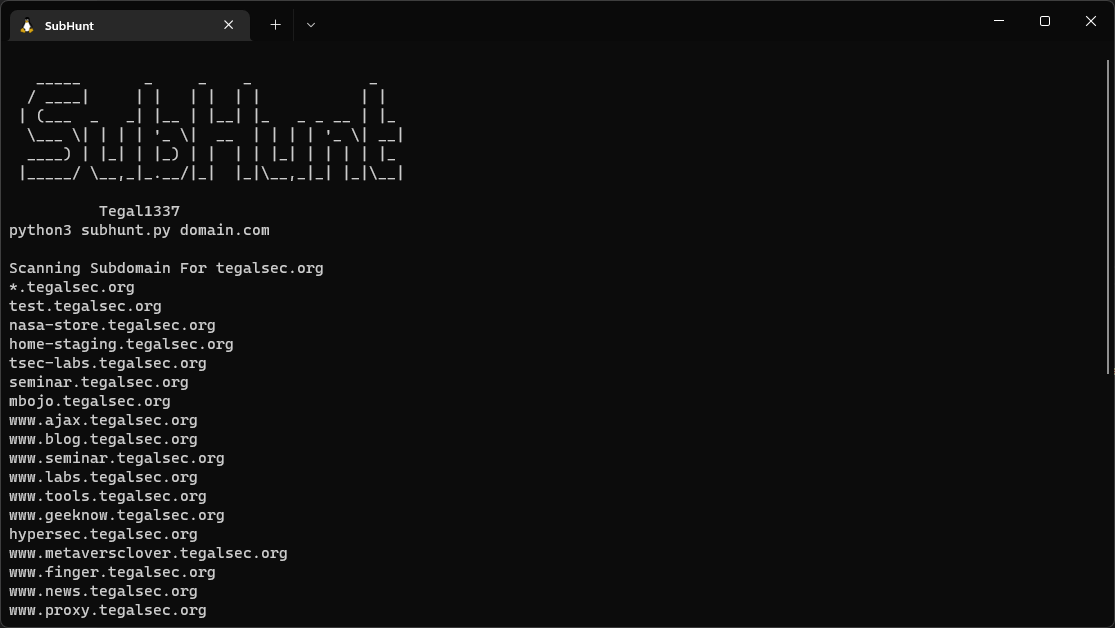 SubHunt
SubHunt
Tegal1337
python3 subhunt.py domain.com
Scanning Subdomain For tegalsec.org
*.tegalsec.org
test.tegalsec.org
nasa-store.tegalsec.org
home-staging.tegalsec.org
tsec-labs.tegalsec.org
seminar.tegalsec.org
mbojo.tegalsec.org
www.ajax.tegalsec.org
www.blog.tegalsec.org
www.seminar.tegalsec.org
www.labs.tegalsec.org
www.tools.tegalsec.org
www.geeknow.tegalsec.org
hypersec.tegalsec.org
www.metaversclover.tegalsec.org
www.finger.tegalsec.org
www.news.tegalsec.org
www.proxy.tegalsec.org